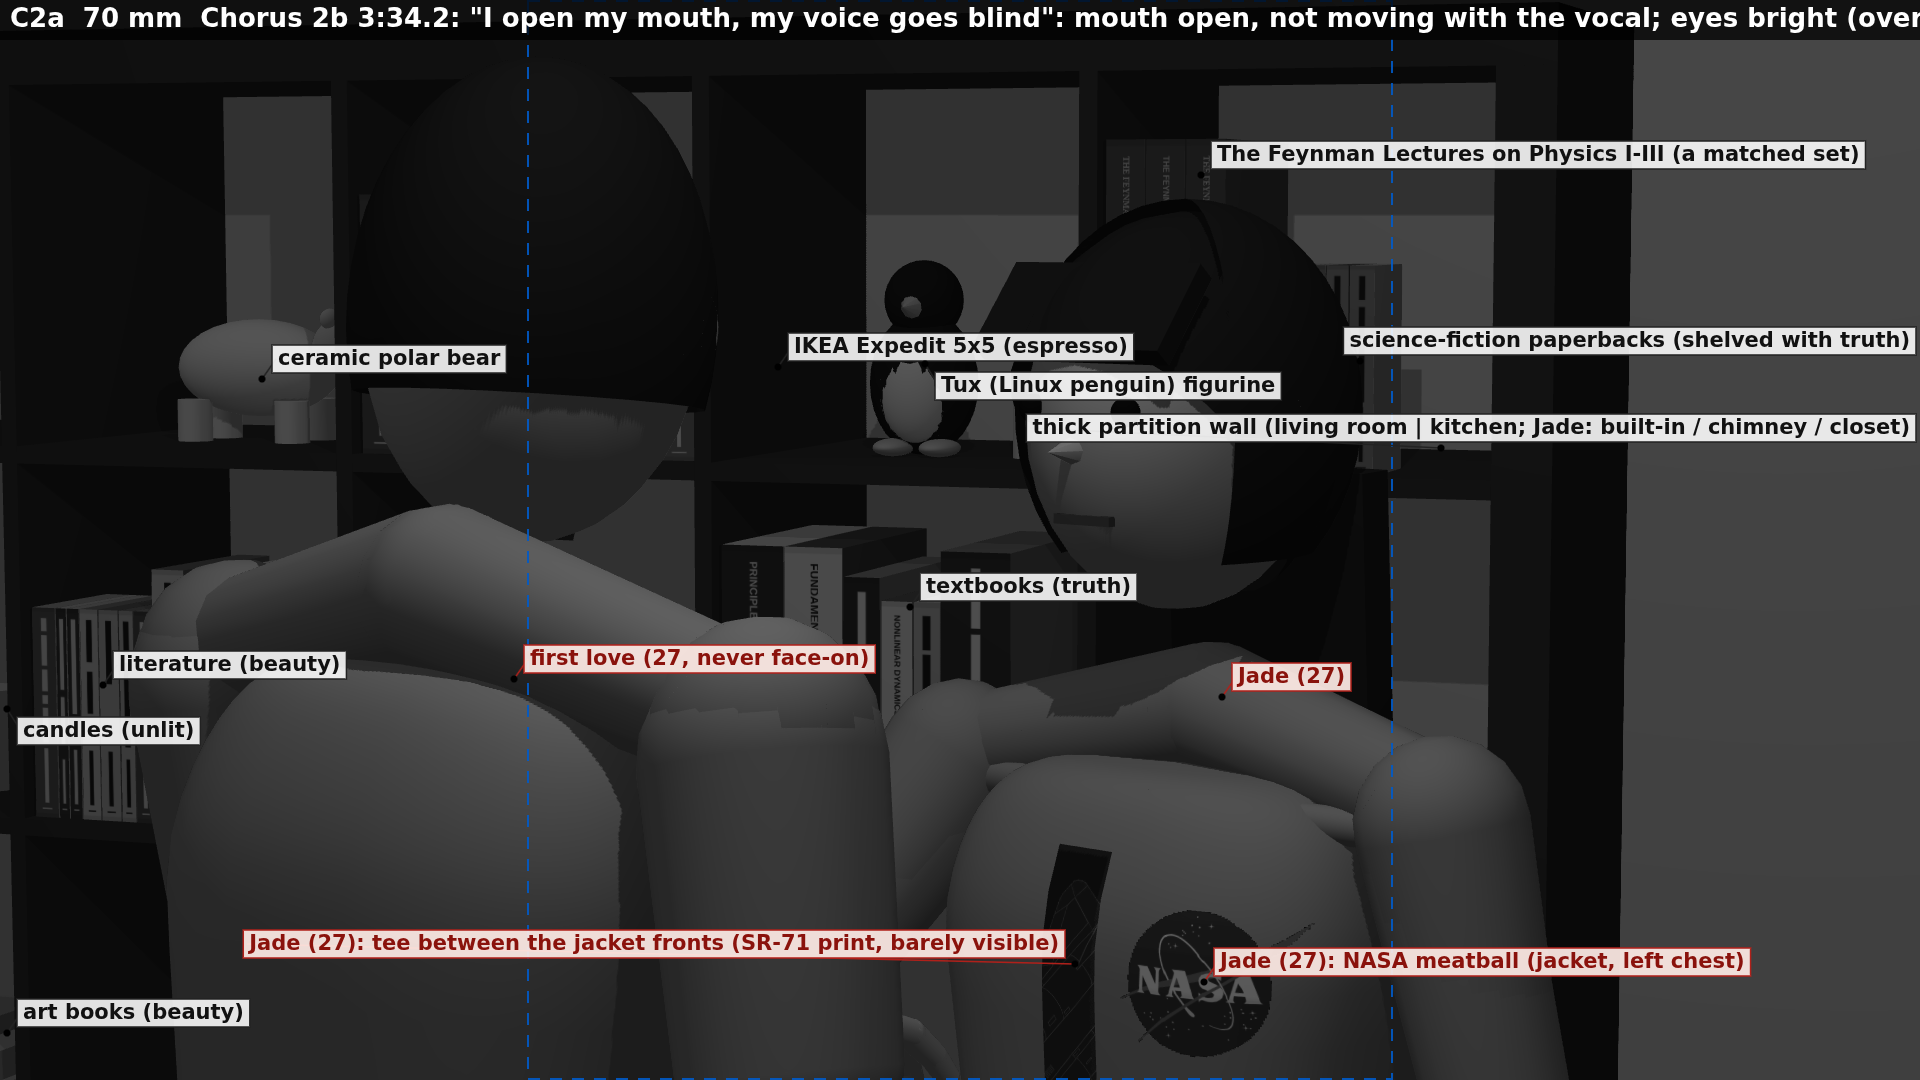 C2a 70 mm Chorus 2b 3:34.2: "I open my mouth, my voice goes blind": mouth open, not moving with the vocal; eyes bright (over
The Feynman Lectures on Physics I-III (a matched set)
science-fiction paperbacks (shelved with truth)
ceramic polar bear
IKEA Expedit 5x5 (espresso)
Tux (Linux penguin) figurine
thick partition wall (living room | kitchen; Jade: built-in / chimney / closet)
textbooks (truth)
literature (beauty)
first love (27, never face-on)
Jade (27)
candles (unlit)
Jade (27): tee between the jacket fronts (SR-71 print, barely visible)
Jade (27): NASA meatball (jacket, left chest)
NASA
art books (beauty)